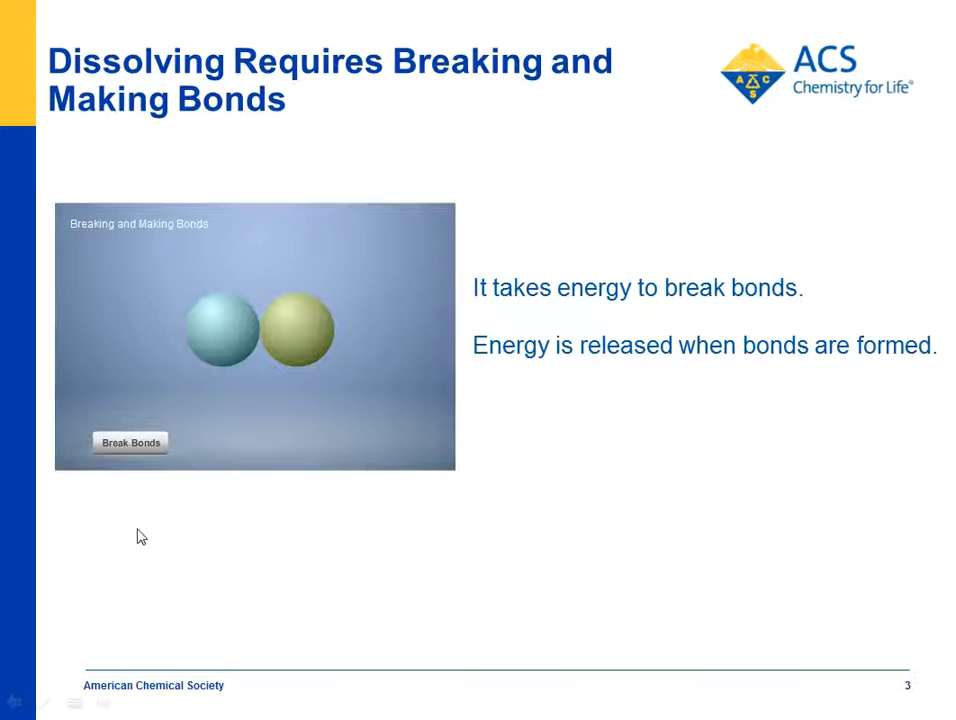 Dissolving Requires Breaking and
Making Bonds
A C
S
ACS
Chemistry for Life®
Breaking and Making Bonds
It takes energy to break bonds.
Energy is released when bonds are formed.
Break Bonds
American Chemical Society
3